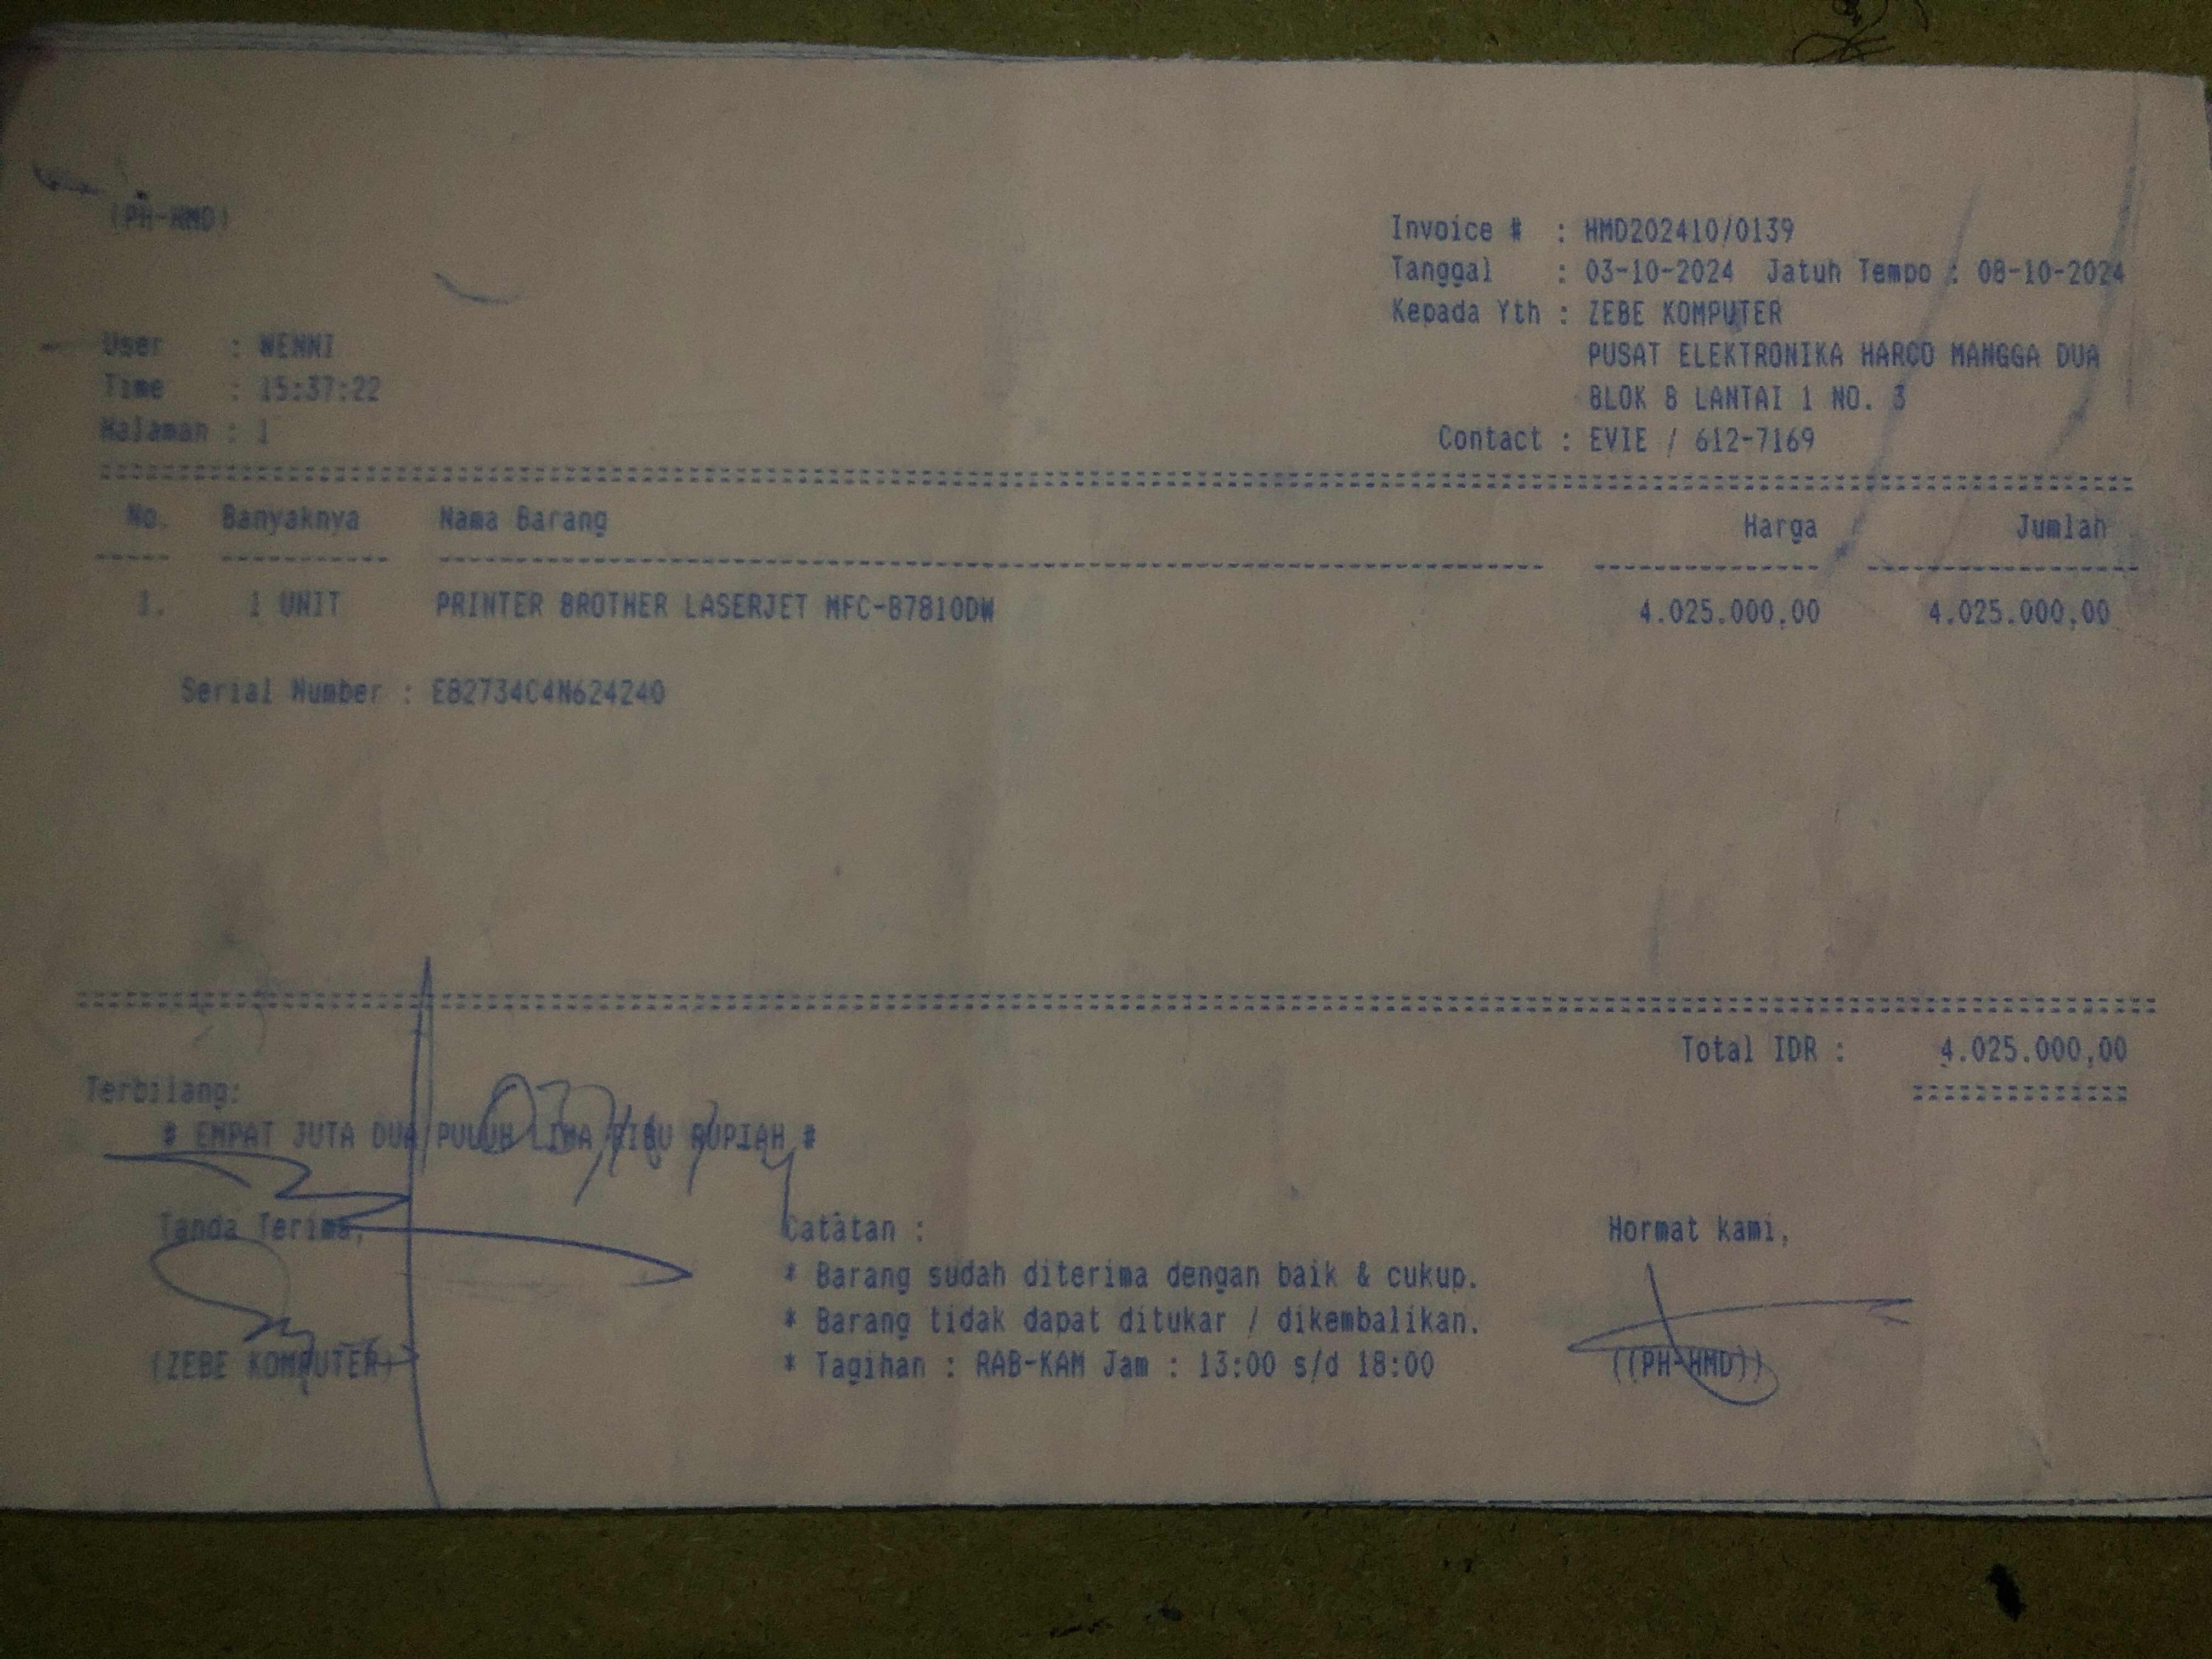 (PH-HMD)
Invoice # : HMD202410/0139
Tanggal : 03-10-2024 Jatuh Tempo : 08-10-2024
Kepada Yth : ZEBE KOMPUTER
PUSAT ELEKTRONIKA HARCO MANGGA DUA
BLOK B LANTAI 1 NO. 3
Contact : EVIE / 612-7169
User : WENNI
Time : 15:37:22
Halaman : 1
No. Banyaknya Nama Barang Harga Jumlah
1. 1 UNIT PRINTER BROTHER LASERJET MFC-B7810DW 4.025.000,00 4.025.000,00
Serial Number : E82734C4N624240
Total IDR : 4.025.000,00
Terbilang:
# EMPAT JUTA DUA PULUH LIMA RIBU RUPIAH #
Tanda Terima,
(ZEBE KOMPUTER)
Catatan :
* Barang sudah diterima dengan baik & cukup.
* Barang tidak dapat ditukar / dikembalikan.
* Tagihan : RAB-KAM Jam : 13:00 s/d 18:00
Hormat kami,
((PH-HMD))